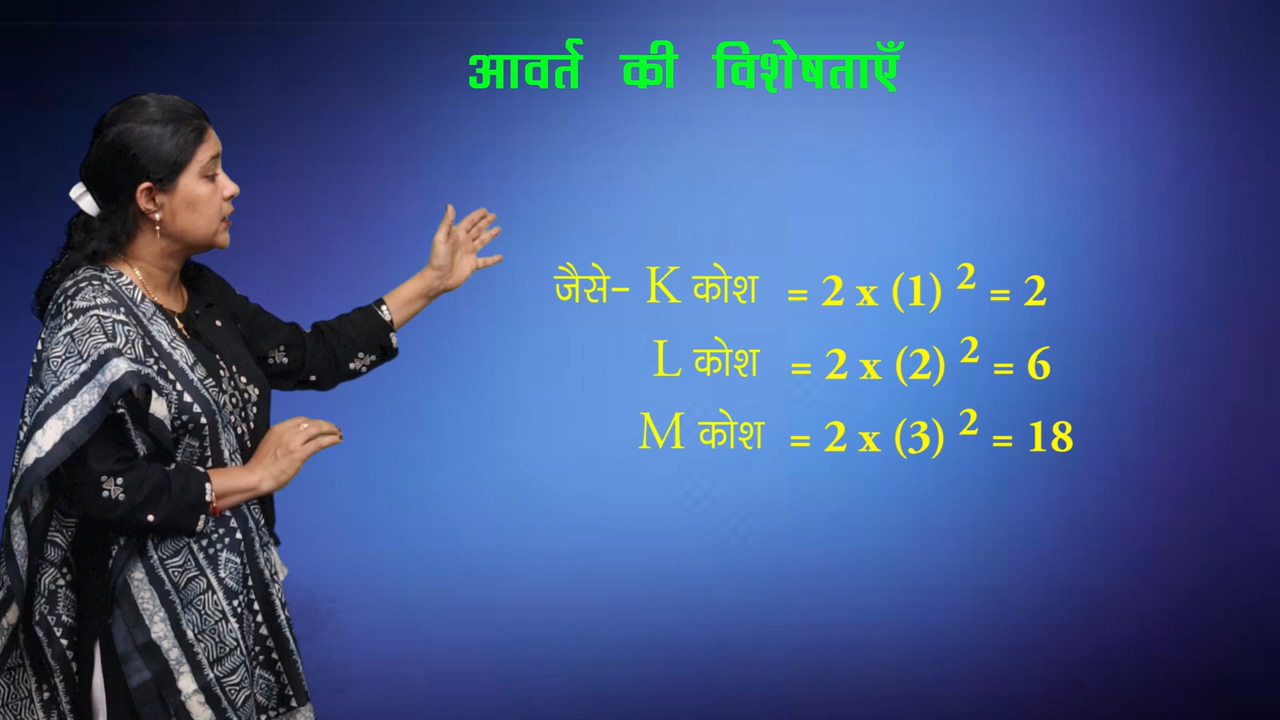 आवर्त की विशेषताएँ
जैसे- K कोश = 2 x (1) ² = 2
L कोश = 2 x (2) ² = 6
M कोश = 2 x (3) ² = 18